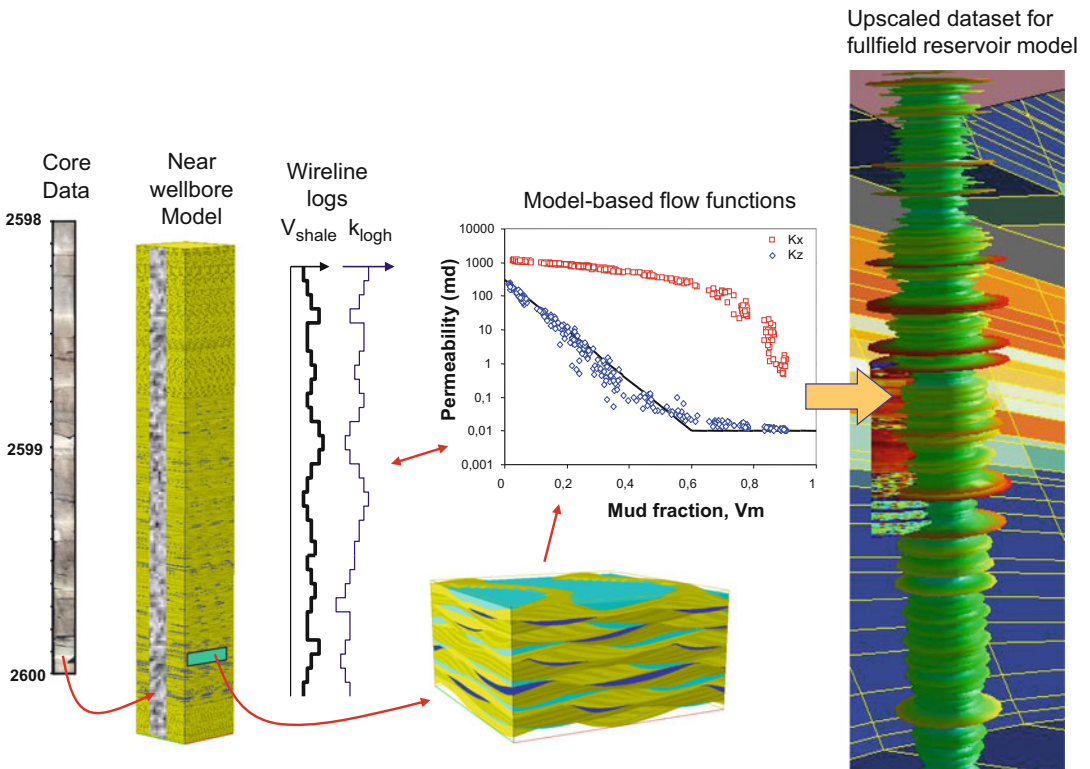 Upscaled dataset for
fullfield reservoir model
Core
Data
2598
2599
2600
Near
wellbore
Model
Wireline
logs
Vshale klogh
Model-based flow functions
Permeability (md)
10000
1000
100
10
1
0,1
0,01
0,001
Kx
Kz
0 0,2 0,4 0,6 0,8 1
Mud fraction, Vm